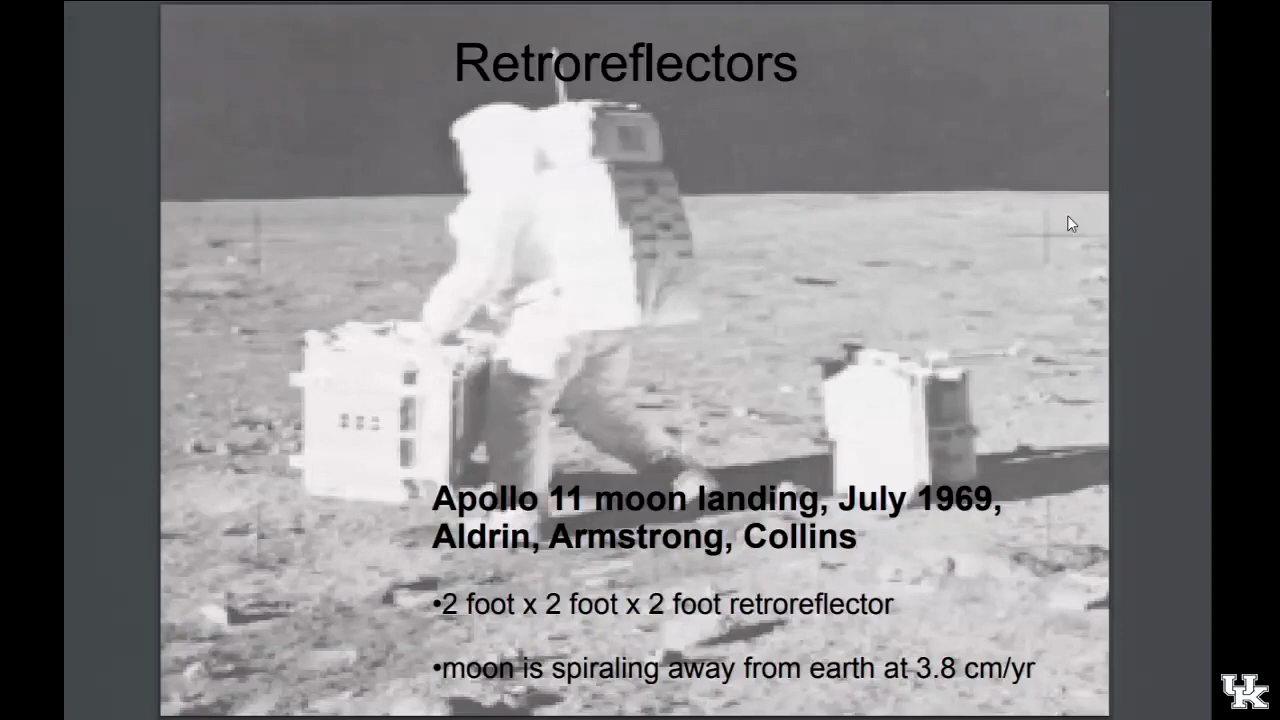 Retroreflectors
Apollo 11 moon landing, July 1969,
Aldrin, Armstrong, Collins
•2 foot x 2 foot x 2 foot retroreflector
•moon is spiraling away from earth at 3.8 cm/yr
UK